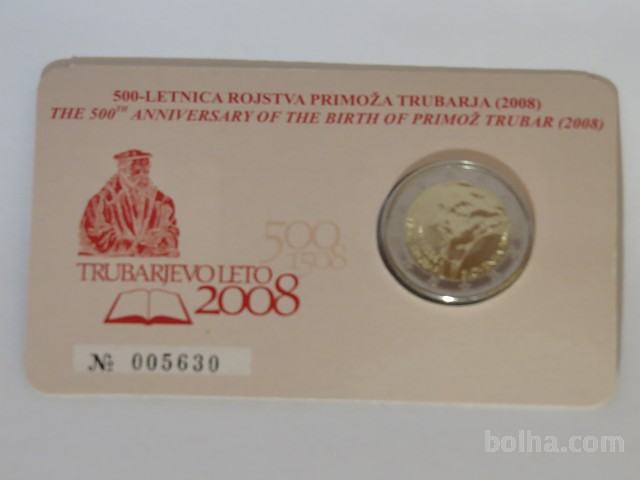 500-LETNICA ROJSTVA PRIMOŽA TRUBARJA (2008)
THE 500TH ANNIVERSARY OF THE BIRTH OF PRIMOŽ TRUBAR (2008)
500
1508
TRUBARJEVO LETO
2008
№ 005630
bolha.com